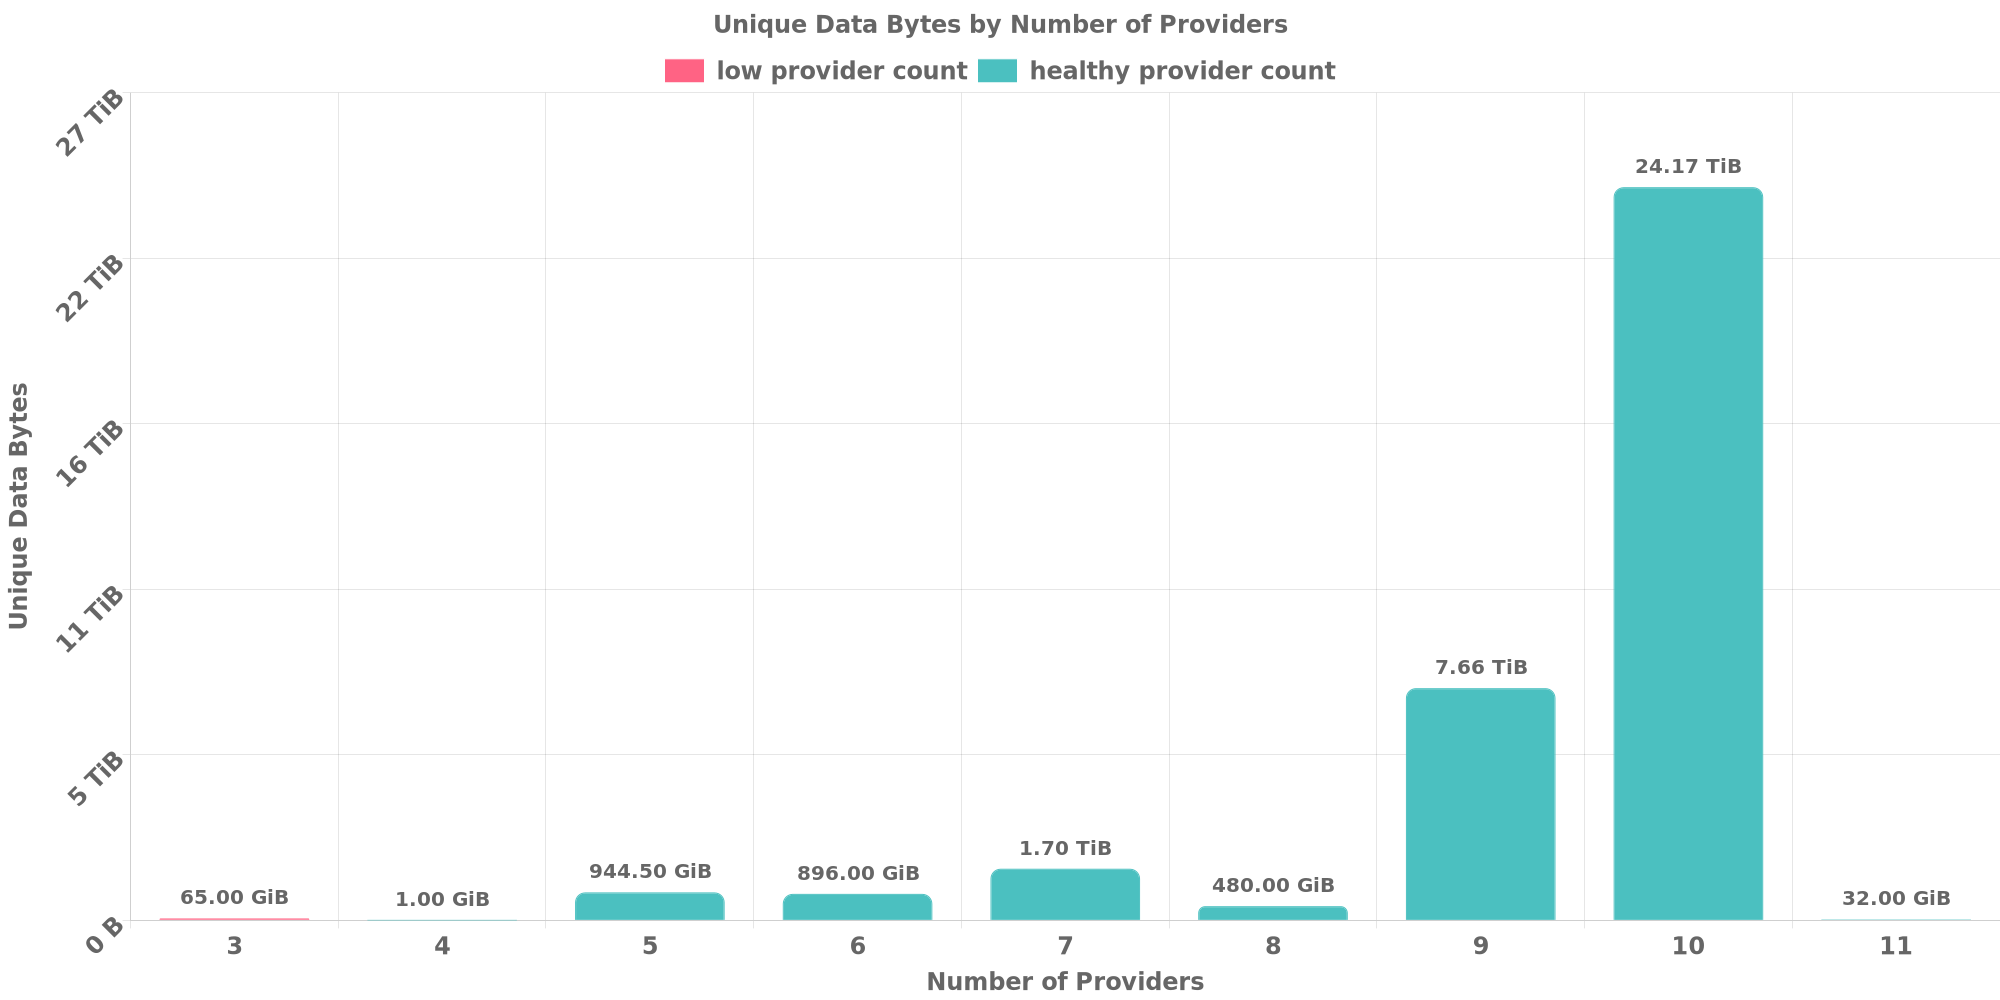 Unique Data Bytes by Number of Providers
low provider count
healthy provider count
Unique Data Bytes
27 TiB
22 TiB
16 TiB
11 TiB
5 TiB
0 B
65.00 GiB
1.00 GiB
944.50 GiB
896.00 GiB
1.70 TiB
480.00 GiB
7.66 TiB
24.17 TiB
32.00 GiB
3
4
5
6
7
8
9
10
11
Number of Providers